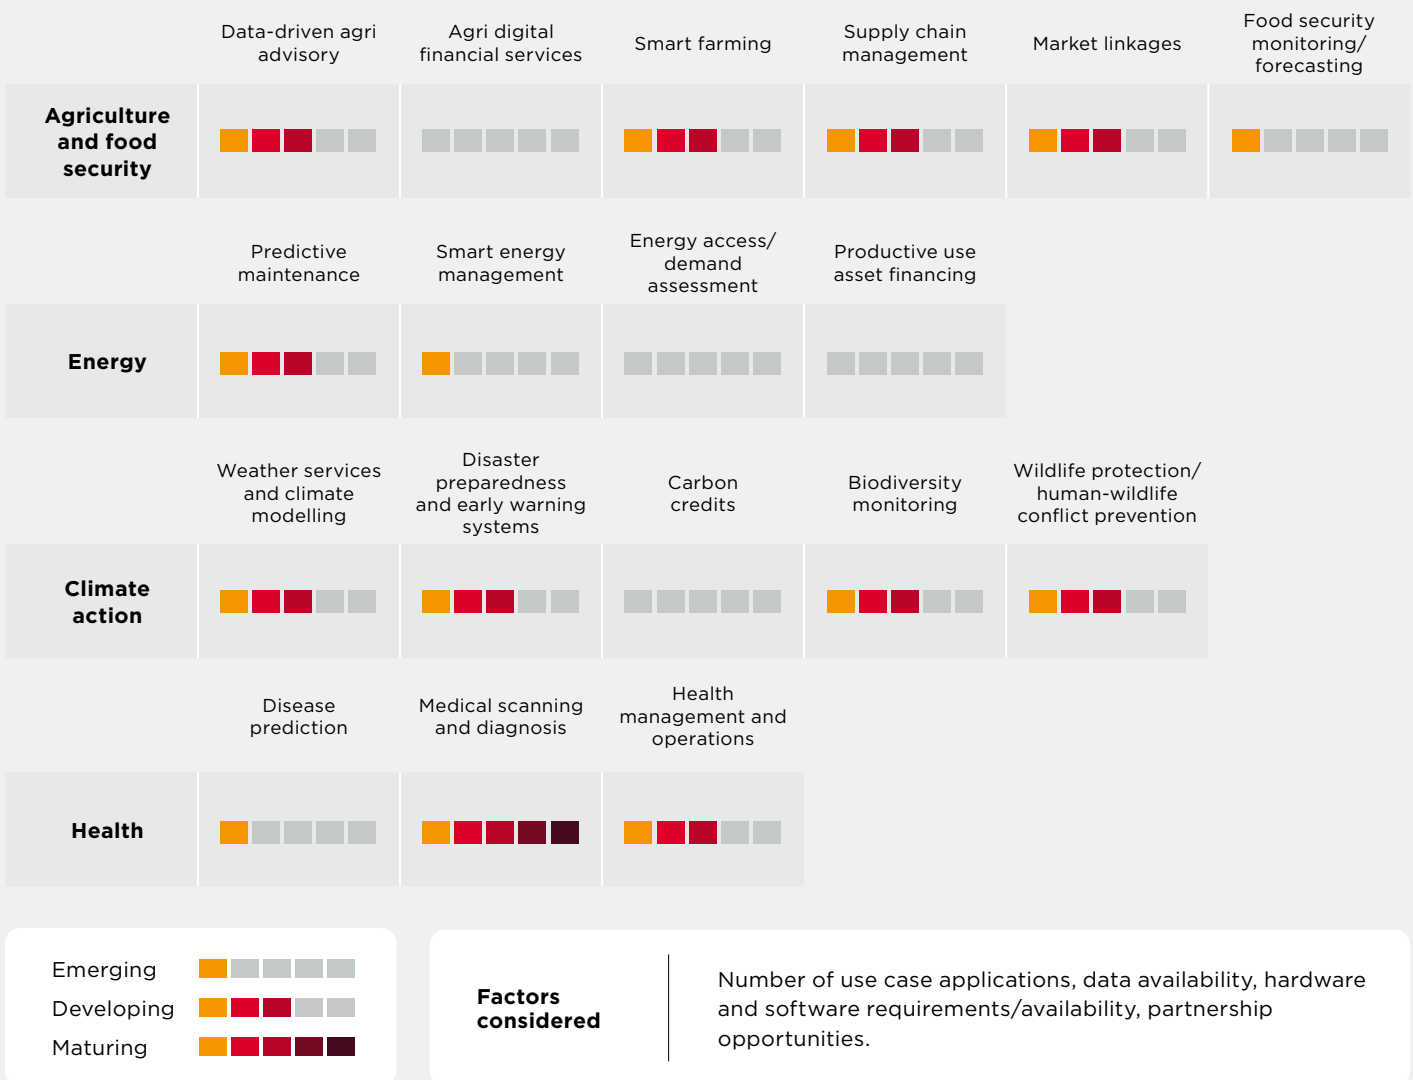 Data-driven agri
advisory
Agri digital
financial services
Smart farming
Supply chain
management
Market linkages
Food security
monitoring/
forecasting
Agriculture
and food
security
Predictive
maintenance
Smart energy
management
Energy access/
demand
assessment
Productive use
asset financing
Energy
Weather services
and climate
modelling
Disaster
preparedness
and early warning
systems
Carbon
credits
Biodiversity
monitoring
Wildlife protection/
human-wildlife
conflict prevention
Climate
action
Disease
prediction
Medical scanning
and diagnosis
Health
management and
operations
Health
Emerging
Developing
Maturing
Factors
considered
Number of use case applications, data availability, hardware
and software requirements/availability, partnership
opportunities.